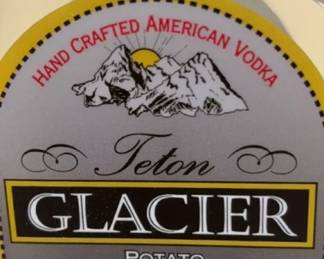 HAND CRAFTED AMERICAN VODKA
Teton
GLACIER
POTATO